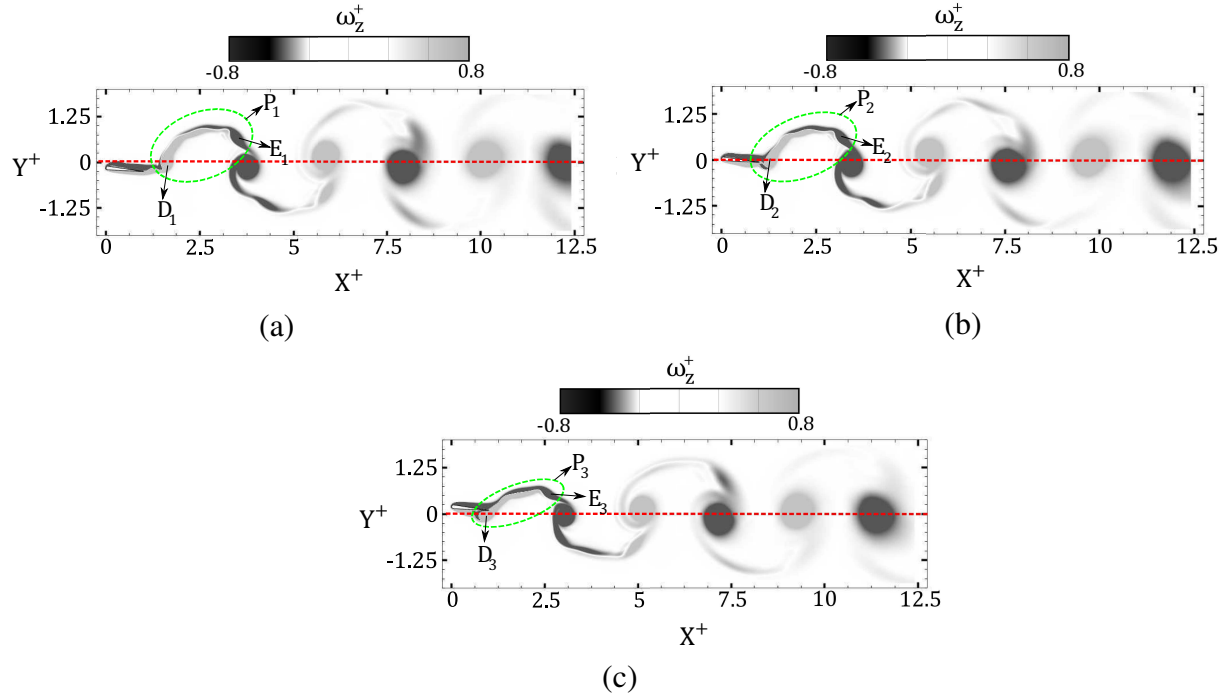 ω_z^+
-0.8 0.8
1.25
0
-1.25
Y^+
P_1
E_1
D_1
0 2.5 5 7.5 10 12.5
X^+
(a)
ω_z^+
-0.8 0.8
1.25
0
-1.25
Y^+
P_2
E_2
D_2
0 2.5 5 7.5 10 12.5
X^+
(b)
ω_z^+
-0.8 0.8
1.25
0
-1.25
Y^+
P_3
E_3
D_3
0 2.5 5 7.5 10 12.5
X^+
(c)